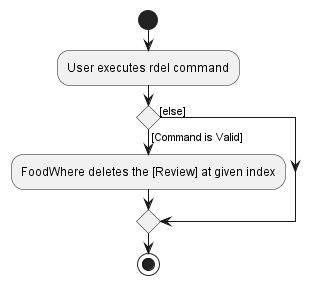 User executes rdel command
[else]
[Command is Valid]
FoodWhere deletes the [Review] at given index